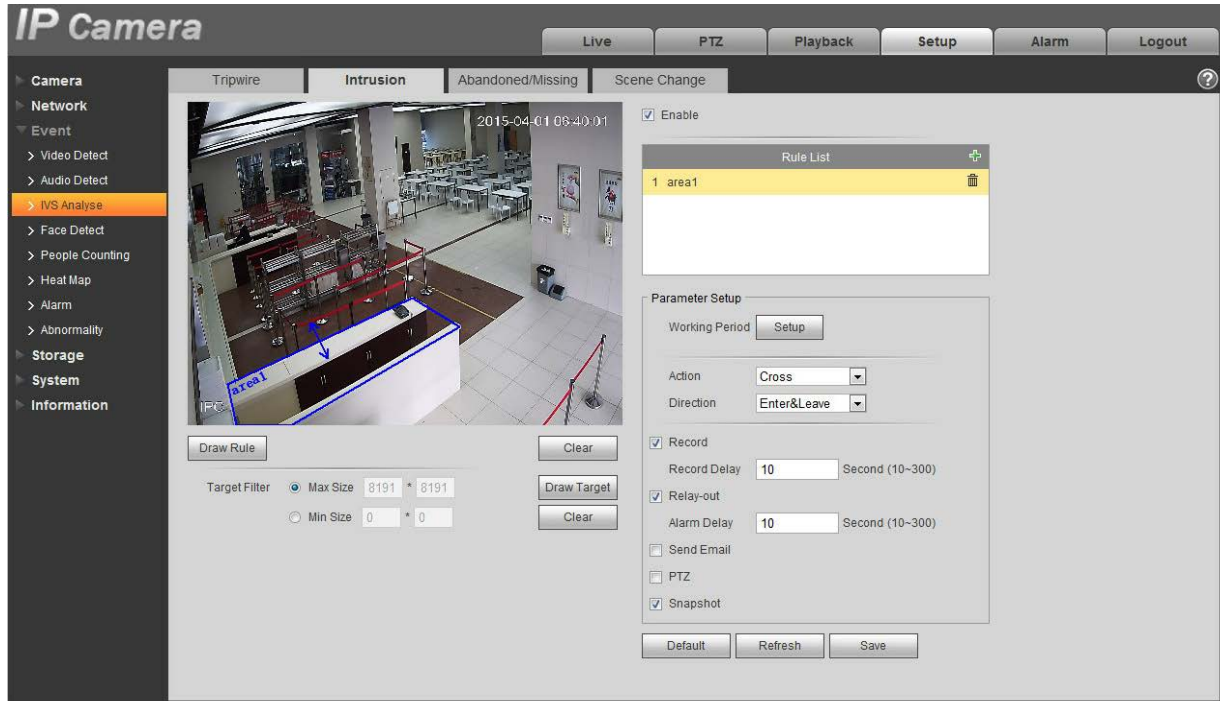 IP Camera
Live PTZ Playback Setup Alarm Logout
Camera
Network
Event
Video Detect
Audio Detect
IVS Analyse
Face Detect
People Counting
Heat Map
Alarm
Abnormality
Storage
System
Information
Tripwire Intrusion Abandoned/Missing Scene Change
?
2015-04-01 06:40:01
area1
IPC
Draw Rule Clear
Target Filter Max Size 8191 * 8191 Draw Target
Min Size 0 * 0 Clear
Enable
Rule List
1 area1
Parameter Setup
Working Period Setup
Action Cross
Direction Enter&Leave
Record
Record Delay 10 Second (10~300)
Relay-out
Alarm Delay 10 Second (10~300)
Send Email
PTZ
Snapshot
Default Refresh Save